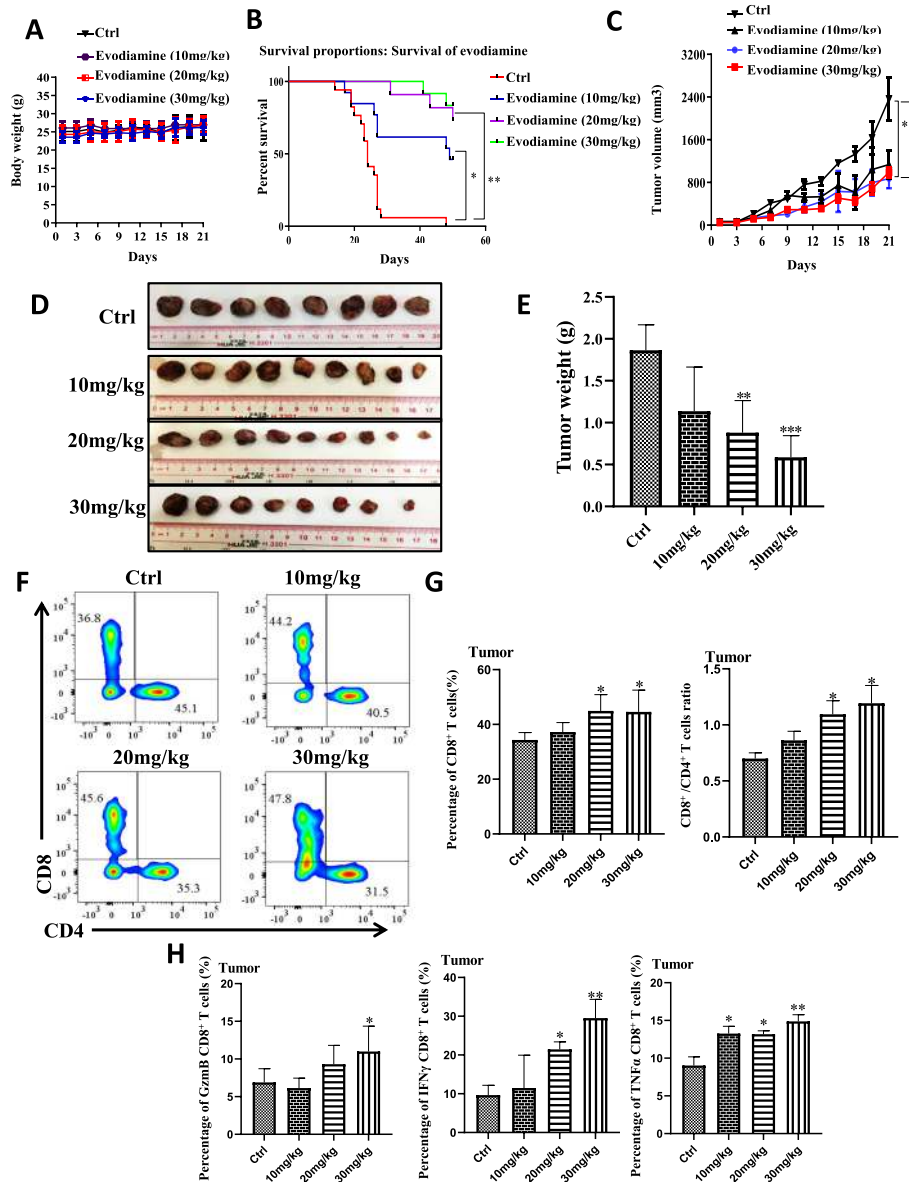 A
Ctrl
Evodiamine (10mg/kg)
Evodiamine (20mg/kg)
Evodiamine (30mg/kg)
Body weight (g)
40
35
30
25
20
15
10
5
0
0 3 6 9 12 15 18 21
Days
B
Survival proportions: Survival of evodiamine
Ctrl
Evodiamine (10mg/kg)
Evodiamine (20mg/kg)
Evodiamine (30mg/kg)
Percent survival
100
50
0
0 20 40 60
Days
* **
C
Ctrl
Evodiamine (10mg/kg)
Evodiamine (20mg/kg)
Evodiamine (30mg/kg)
Tumor volume (mm3)
3200
2400
1600
800
0
0 3 6 9 12 15 18 21
Days
*
D
Ctrl
10mg/kg
20mg/kg
30mg/kg
E
Tumor weight (g)
2.5
2.0
1.5
1.0
0.5
0.0
** ***
Ctrl 10mg/kg 20mg/kg 30mg/kg
F
Ctrl
36.8
45.1
10mg/kg
44.2
40.5
20mg/kg
45.6
35.3
30mg/kg
47.8
31.5
CD8
CD4
G
Tumor
Percentage of CD8⁺ T cells(%)
60
40
20
0
* *
Ctrl 10mg/kg 20mg/kg 30mg/kg
Tumor
CD8⁺ /CD4⁺ T cells ratio
1.5
1.0
0.5
0.0
* *
Ctrl 10mg/kg 20mg/kg 30mg/kg
H
Tumor
Percentage of GzmB CD8⁺ T cells (%)
20
15
10
5
0
*
Ctrl 10mg/kg 20mg/kg 30mg/kg
Tumor
Percentage of IFNγ CD8⁺ T cells (%)
40
30
20
10
0
* **
Ctrl 10mg/kg 20mg/kg 30mg/kg
Tumor
Percentage of TNFα CD8⁺ T cells (%)
20
15
10
5
0
* * **
Ctrl 10mg/kg 20mg/kg 30mg/kg